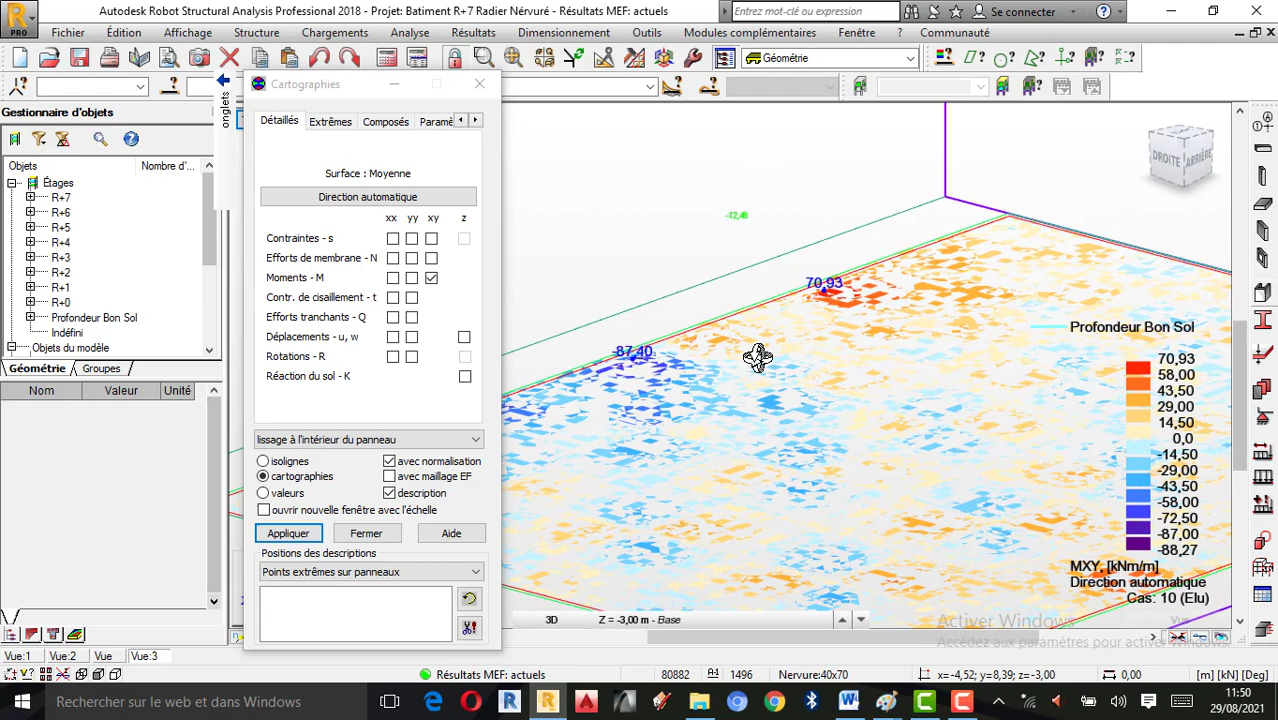 Autodesk Robot Structural Analysis Professional 2018 - Projet: Batiment R+7 Radier Nérvuré - Résultats MEF: actuels
Entrez mot-clé ou expression
Se connecter
PRO
Fichier Édition Affichage Structure Chargements Analyse Résultats Dimensionnement Outils Modules complémentaires Fenêtre ? Communauté
Géométrie
Gestionnaire d'objets
onglets
Objets Nombre d'...
Étages
R+7
R+6
R+5
R+4
R+3
R+2
R+1
R+0
Profondeur Bon Sol
Indéfini
Objets du modèle
Géométrie Groupes
Nom Valeur Unité
Cartographies
Détaillés Extrêmes Composés Paramè
Surface : Moyenne
Direction automatique
xx yy xy z
Contraintes - s
Efforts de membrane - N
Moments - M
Contr. de cisaillement - t
Efforts tranchants - Q
Déplacements - u, w
Rotations - R
Réaction du sol - K
lissage à l'intérieur du panneau
isolignes avec normalisation
cartographies avec maillage EF
valeurs description
ouvrir nouvelle fenêtre avec l'échelle
Appliquer Fermer Aide
Positions des descriptions
Points extrêmes sur panneaux
DROITE ARRIÈRE
-12,48
70,93
-87,40
Profondeur Bon Sol
70,93
58,00
43,50
29,00
14,50
0,0
-14,50
-29,00
-43,50
-58,00
-72,50
-87,00
-88,27
MXY, [kNm/m]
Direction automatique
Cas: 10 (Elu)
Activer Windows
Accédez aux paramètres pour activer Windows.
3D Z = -3,00 m - Base
Vue
Vue:1 Vue:2 Vue Vue:3
Résultats MEF: actuels 80882 1496 Nervure:40x70 x=-4,52; y=8,39; z=-3,00 0,00 [m] [kN] [Deg]
Rechercher sur le web et dans Windows
11:50
29/08/2021